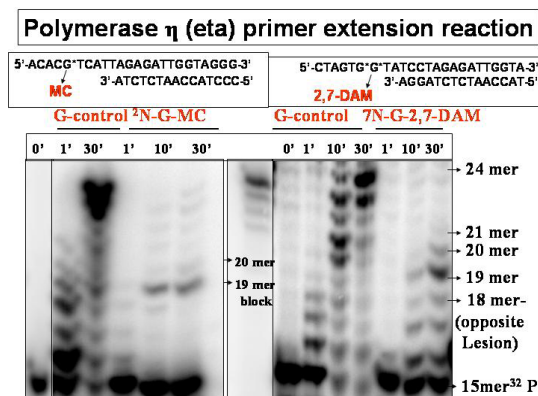 Polymerase η (eta) primer extension reaction
5'-ACACG*TCATTAGAGATTGGTAGGG-3'
MC
3'-ATCTCTAACCATCCC-5'
5'-CTAGTG*G*TATCCTAGAGATTGGTA-3'
2,7-DAM
3'-AGGATCTCTAACCAT-5'
G-control ²N-G-MC
G-control 7N-G-2,7-DAM
0' 1' 30' 1' 10' 30'
0' 1' 10' 30' 1' 10' 30'
20 mer
19 mer
block
24 mer
21 mer
20 mer
19 mer
18 mer-
(opposite
Lesion)
15mer³² P